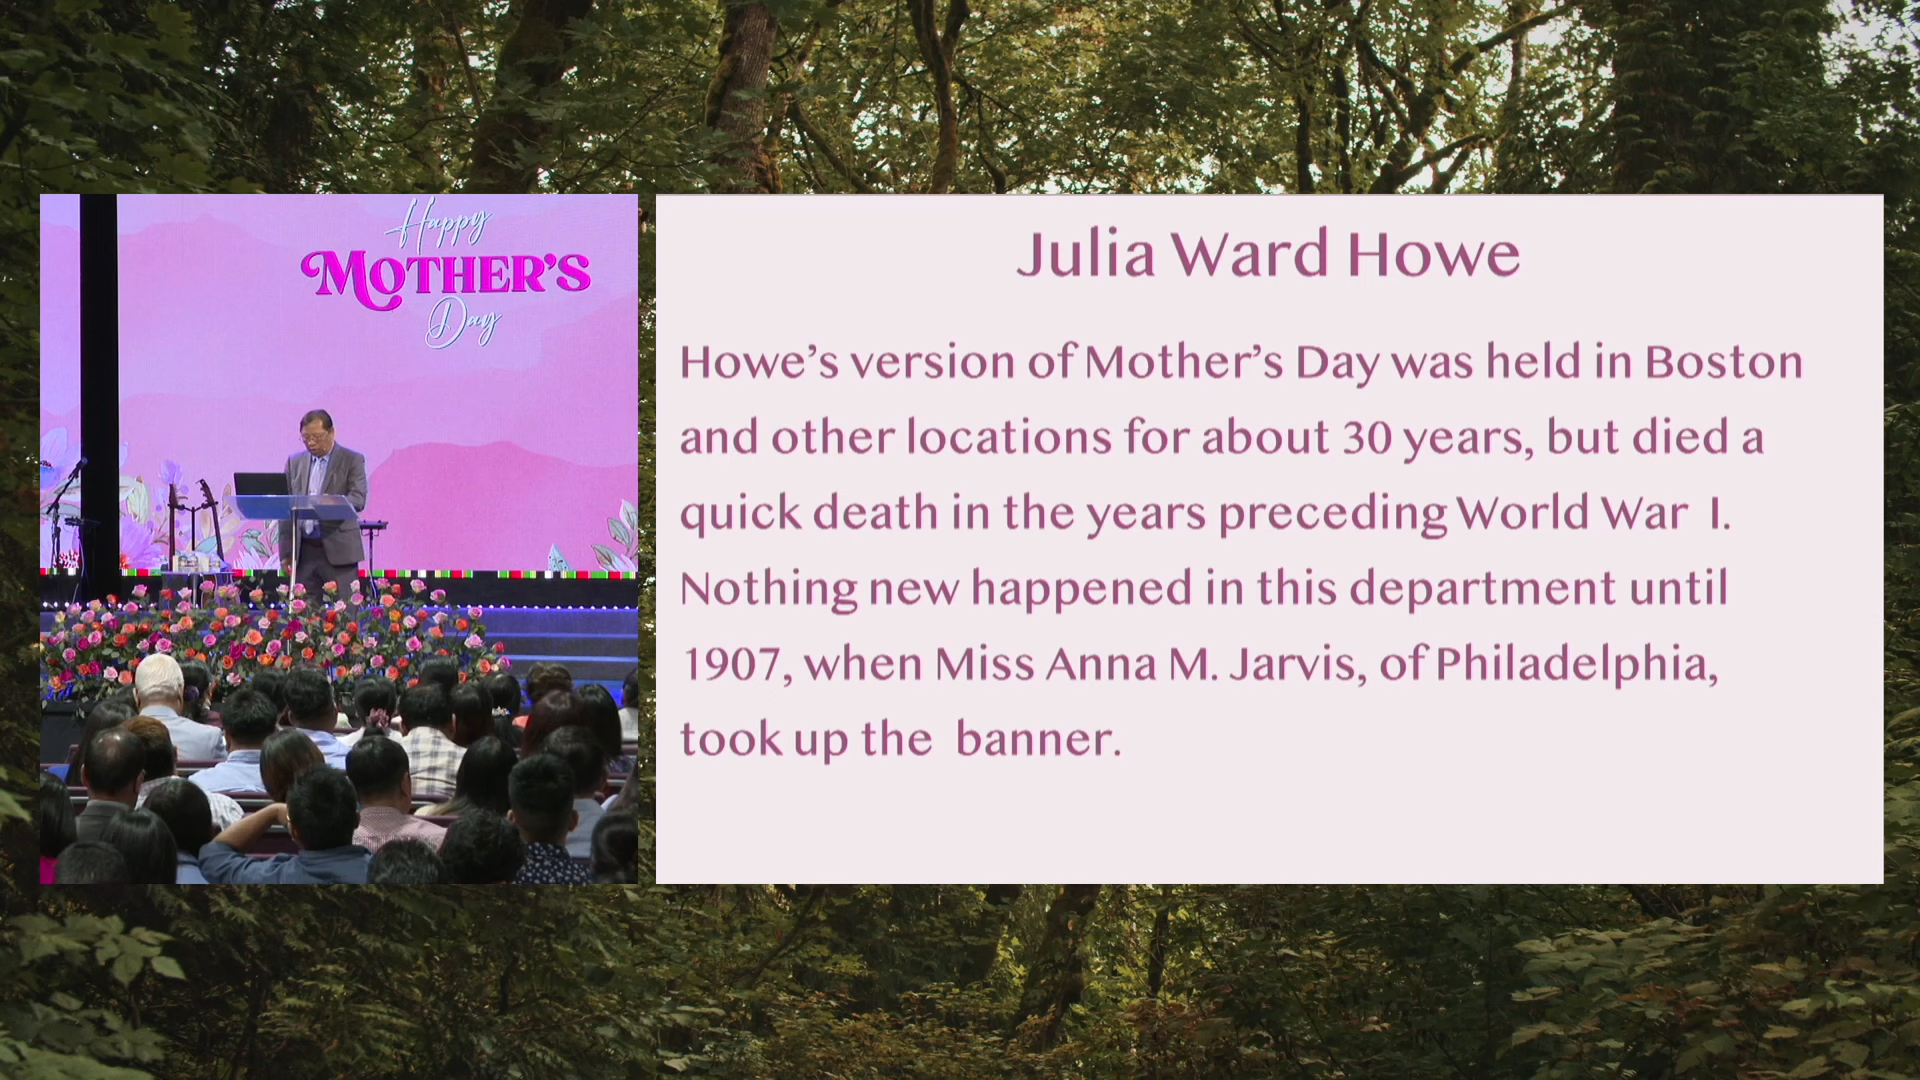 Happy
MOTHER'S
Day
Julia Ward Howe
Howe’s version of Mother’s Day was held in Boston
and other locations for about 30 years, but died a
quick death in the years preceding World War I.
Nothing new happened in this department until
1907, when Miss Anna M. Jarvis, of Philadelphia,
took up the banner.